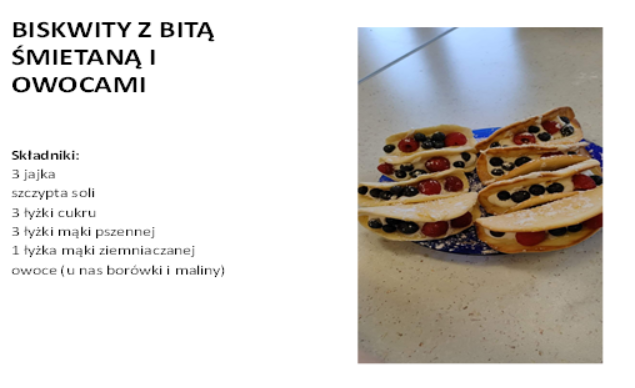 BISKWITY Z BITĄ
ŚMIETANĄ I
OWOCAMI
Składniki:
3 jajka
szczypta soli
3 łyżki cukru
3 łyżki mąki pszennej
1 łyżka mąki ziemniaczanej
owoce (u nas borówki i maliny)